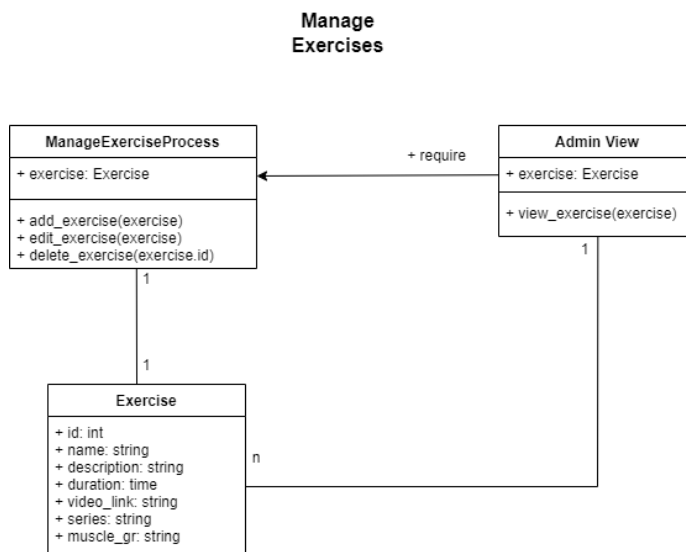 Manage
Exercises
ManageExerciseProcess
+ exercise: Exercise
+ add_exercise(exercise)
+ edit_exercise(exercise)
+ delete_exercise(exercise.id)
+ require
Admin View
+ exercise: Exercise
+ view_exercise(exercise)
1
1
1
n
Exercise
+ id: int
+ name: string
+ description: string
+ duration: time
+ video_link: string
+ series: string
+ muscle_gr: string